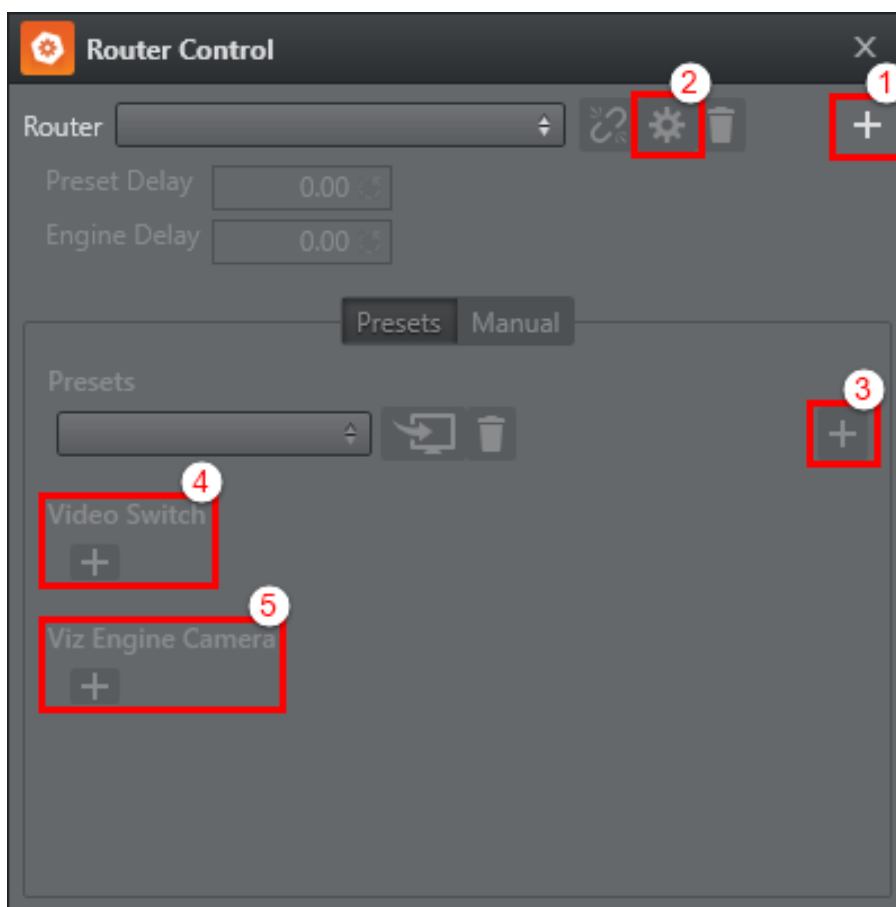 Router Control
2
1
Router
Preset Delay 0.00
Engine Delay 0.00
Presets Manual
Presets
3
4
Video Switch
5
Viz Engine Camera